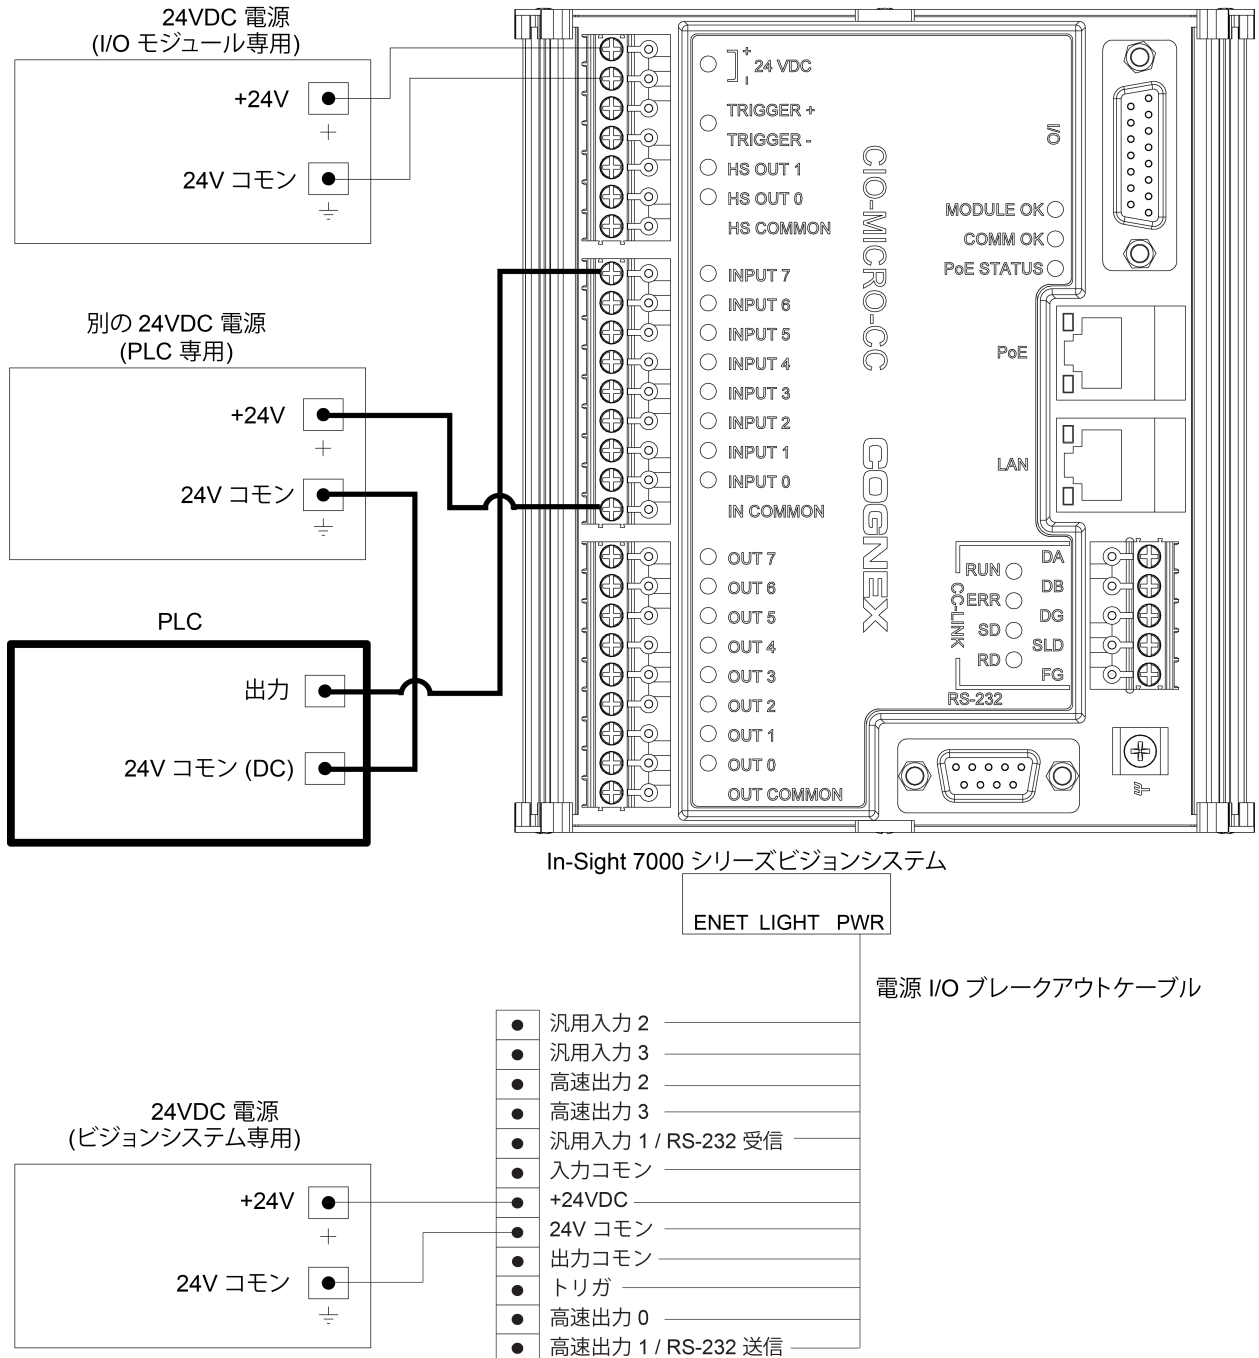 24VDC 電源
(I/O モジュール専用)
+24V
+
24V コモン
別の 24VDC 電源
(PLC 専用)
+24V
+
24V コモン
PLC
出力
24V コモン (DC)
+
24 VDC
-
TRIGGER +
TRIGGER -
HS OUT 1
HS OUT 0
HS COMMON
INPUT 7
INPUT 6
INPUT 5
INPUT 4
INPUT 3
INPUT 2
INPUT 1
INPUT 0
IN COMMON
OUT 7
OUT 6
OUT 5
OUT 4
OUT 3
OUT 2
OUT 1
OUT 0
OUT COMMON
CIO-MICRO-CC
COGNEX
I/O
MODULE OK
COMM OK
PoE STATUS
PoE
LAN
CC-LINK
RUN
ERR
SD
RD
DA
DB
DG
SLD
FG
RS-232
In-Sight 7000 シリーズビジョンシステム
ENET LIGHT PWR
電源 I/O ブレークアウトケーブル
汎用入力 2
汎用入力 3
高速出力 2
高速出力 3
汎用入力 1 / RS-232 受信
入力コモン
+24VDC
24V コモン
出力コモン
トリガ
高速出力 0
高速出力 1 / RS-232 送信
24VDC 電源
(ビジョンシステム専用)
+24V
+
24V コモン